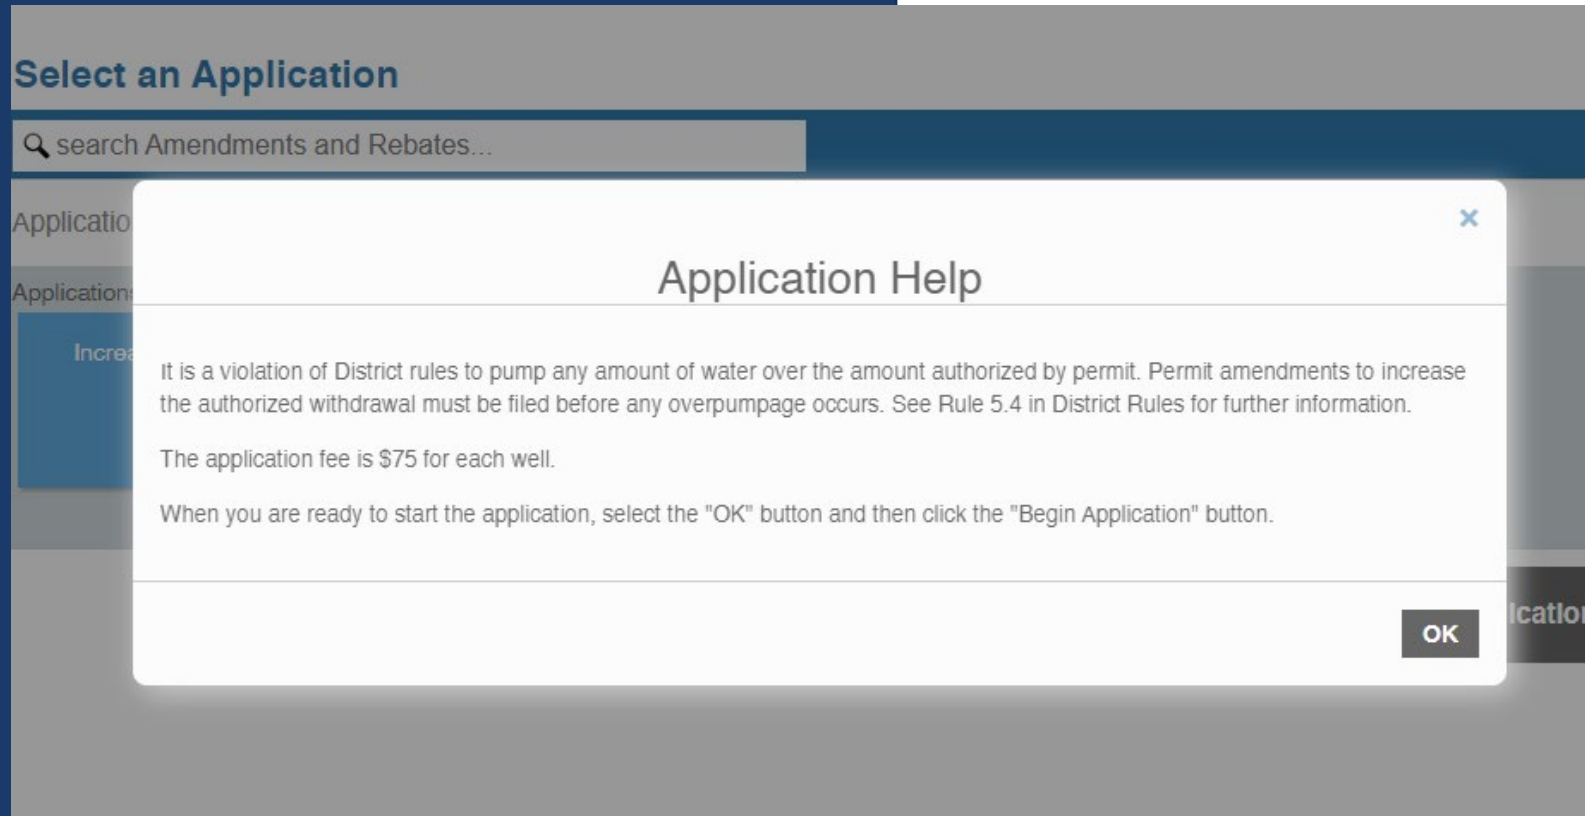 Select an Application
search Amendments and Rebates...
Application Help
It is a violation of District rules to pump any amount of water over the amount authorized by permit. Permit amendments to increase
the authorized withdrawal must be filed before any overpumpage occurs. See Rule 5.4 in District Rules for further information.
The application fee is $75 for each well.
When you are ready to start the application, select the "OK" button and then click the "Begin Application" button.
OK